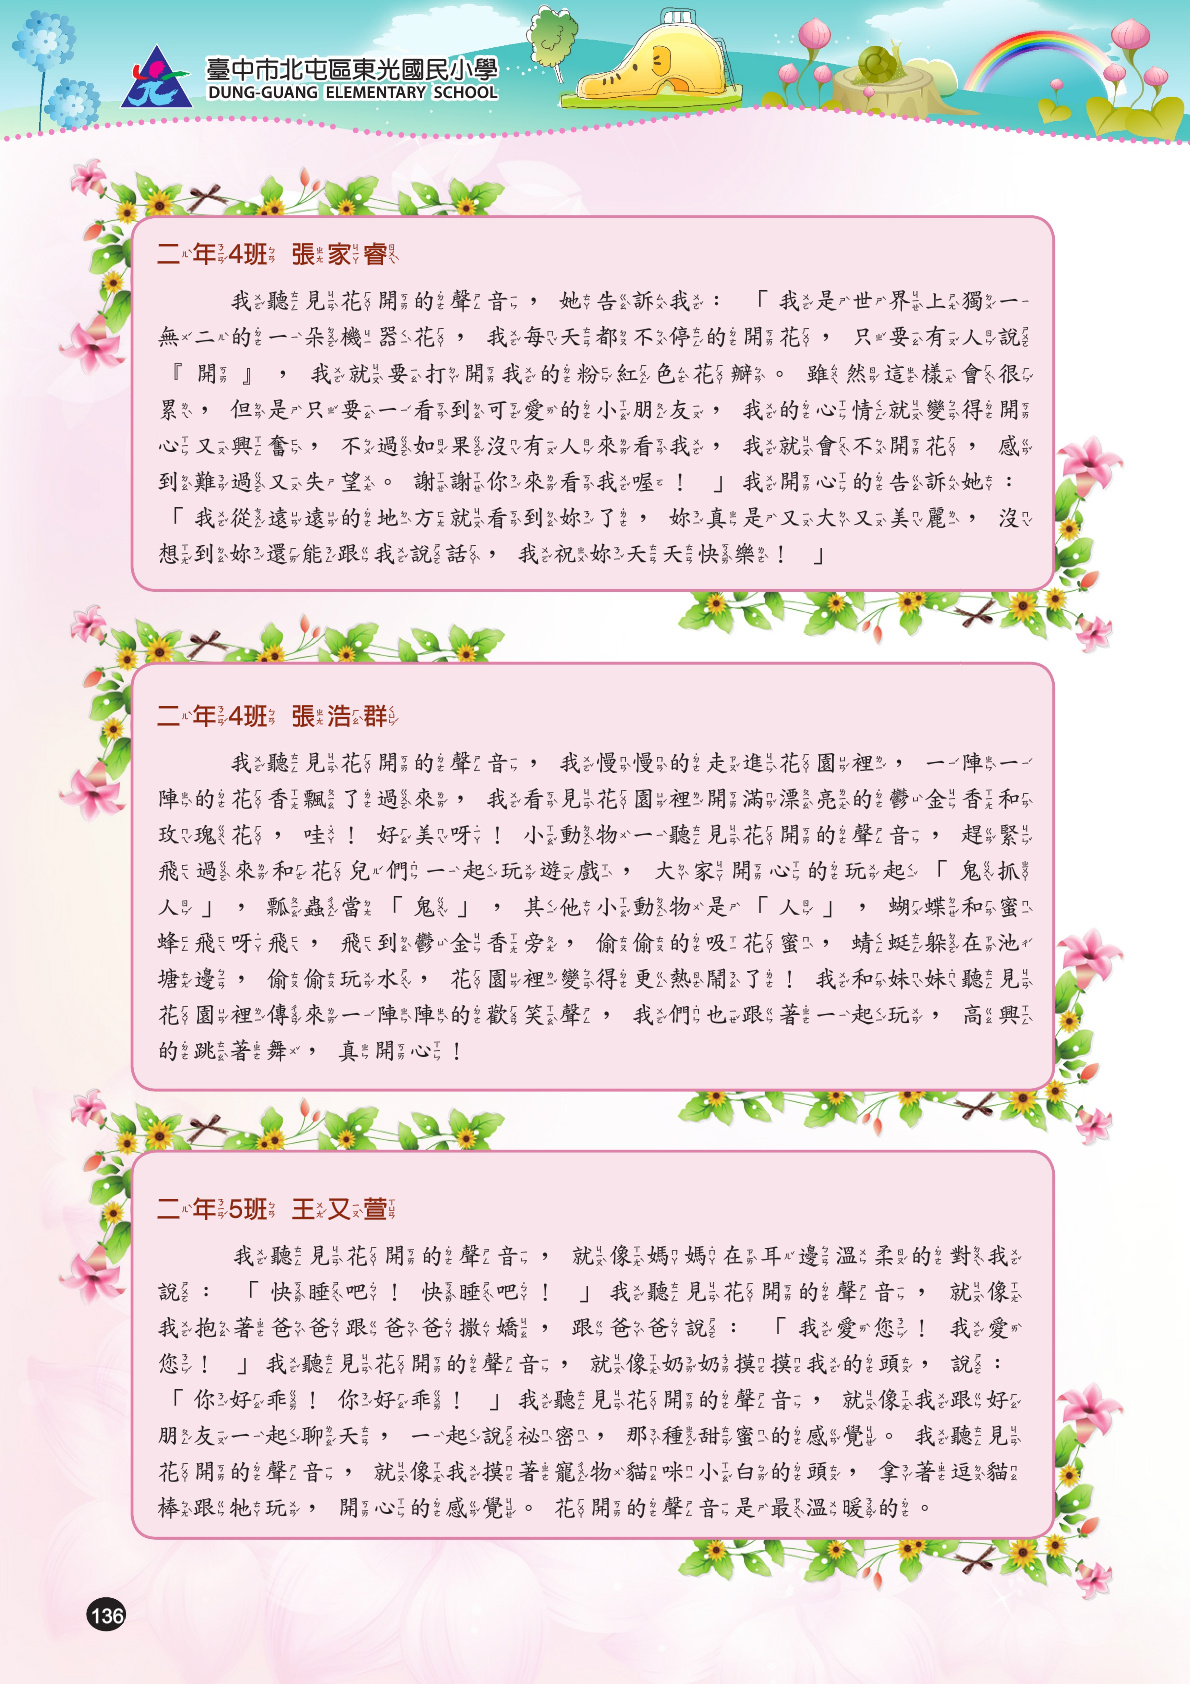 臺中市北屯區東光國民小學
DUNG-GUANG ELEMENTARY SCHOOL
二年4班 張家睿
我聽見花開的聲音，她告訴我：「我是世界上獨一
無二的一朵機器花，我每天都不停的開花，只要有人說
『開』，我就要打開我的粉紅色花瓣。雖然這樣會很
累，但是只要一看到可愛的小朋友，我的心情就變得開
心又興奮，不過如果沒有人來看我，我就會不開花，感
到難過又失望。謝謝你來看我喔！」我開心的告訴她：
「我從遠遠的地方就看到妳了，妳真是又大又美麗，沒
想到妳還能跟我說話，我祝妳天天快樂！」
二年4班 張浩群
我聽見花開的聲音，我慢慢的走進花園裡，一陣一
陣的花香飄了過來，我看見花園裡開滿漂亮的鬱金香和
玫瑰花，哇！好美呀！小動物一聽見花開的聲音，趕緊
飛過來和花兒們一起玩遊戲，大家開心的玩起「鬼抓
人」，瓢蟲當「鬼」，其他小動物是「人」，蝴蝶和蜜
蜂飛呀飛，飛到鬱金香旁，偷偷的吸花蜜，蜻蜓躲在池
塘邊，偷偷玩水，花園裡變得更熱鬧了！我和妹妹聽見
花園裡傳來一陣陣的歡笑聲，我們也跟著一起玩，高興
的跳著舞，真開心！
二年5班 王又萱
我聽見花開的聲音，就像媽媽在耳邊溫柔的對我
說：「快睡吧！快睡吧！」我聽見花開的聲音，就像
我抱著爸爸跟爸爸撒嬌，跟爸爸說：「我愛您！我愛
您！」我聽見花開的聲音，就像奶奶摸摸我的頭，說：
「你好乖！你好乖！」我聽見花開的聲音，就像我跟好
朋友一起聊天，一起說祕密，那種甜蜜的感覺。我聽見
花開的聲音，就像我摸著寵物貓咪小白的頭，拿著逗貓
棒跟牠玩，開心的感覺。花開的聲音是最溫暖的。
136